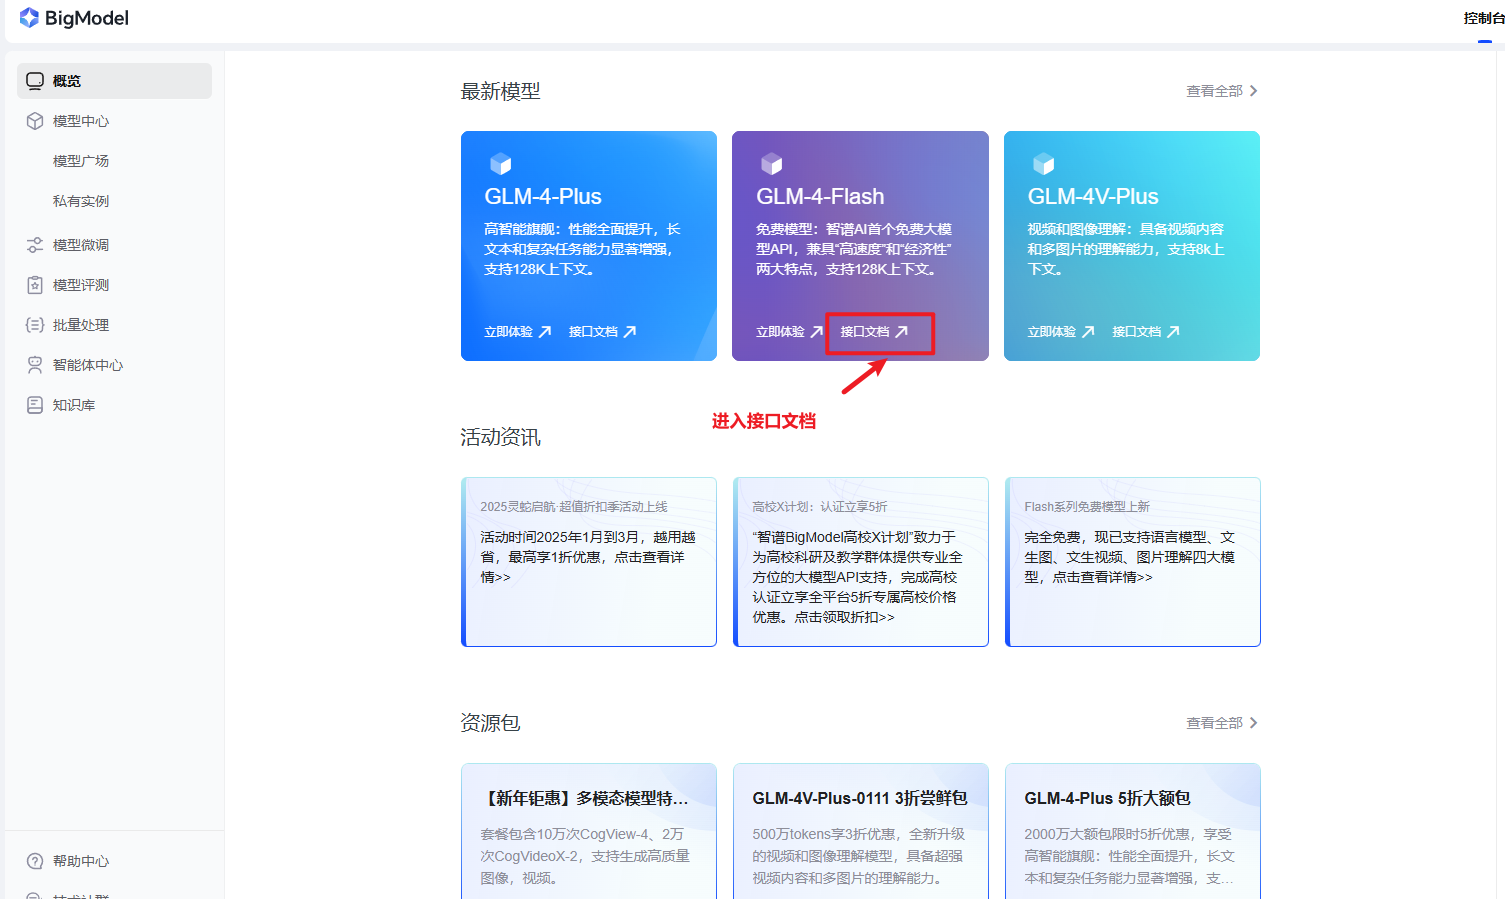 BigModel
控制台
概览
模型中心
模型广场
私有实例
模型微调
模型评测
批量处理
智能体中心
知识库
帮助中心
最新模型
查看全部
GLM-4-Plus
高智能旗舰：性能全面提升，长
文本和复杂任务能力显著增强，
支持128K上下文。
立即体验
接口文档
GLM-4-Flash
免费模型：智谱AI首个免费大模
型API，兼具“高速度”和“经济性”
两大特点，支持128K上下文。
立即体验
接口文档
GLM-4V-Plus
视频和图像理解：具备视频内容
和多图片的理解能力，支持8k上
下文。
立即体验
接口文档
进入接口文档
活动资讯
2025灵蛇启航·超值折扣季活动上线
活动时间2025年1月到3月，越用越
省，最高享1折优惠，点击查看详
情>>
高校X计划：认证立享5折
“智谱BigModel高校X计划”致力于
为高校科研及教学群体提供专业全
方位的大模型API支持，完成高校
认证立享全平台5折专属高校价格
优惠。点击领取折扣>>
Flash系列免费模型上新
完全免费，现已支持语言模型、文
生图、文生视频、图片理解四大模
型，点击查看详情>>
资源包
查看全部
【新年钜惠】多模态模型特...
套餐包含10万次CogView-4、2万
次CogVideoX-2，支持生成高质量
图像，视频。
GLM-4V-Plus-0111 3折尝鲜包
500万tokens享3折优惠，全新升级
的视频和图像理解模型，具备超强
视频内容和多图片的理解能力。
GLM-4-Plus 5折大额包
2000万大额包限时5折优惠，享受
高智能旗舰：性能全面提升，长文
本和复杂任务能力显著增强，支...